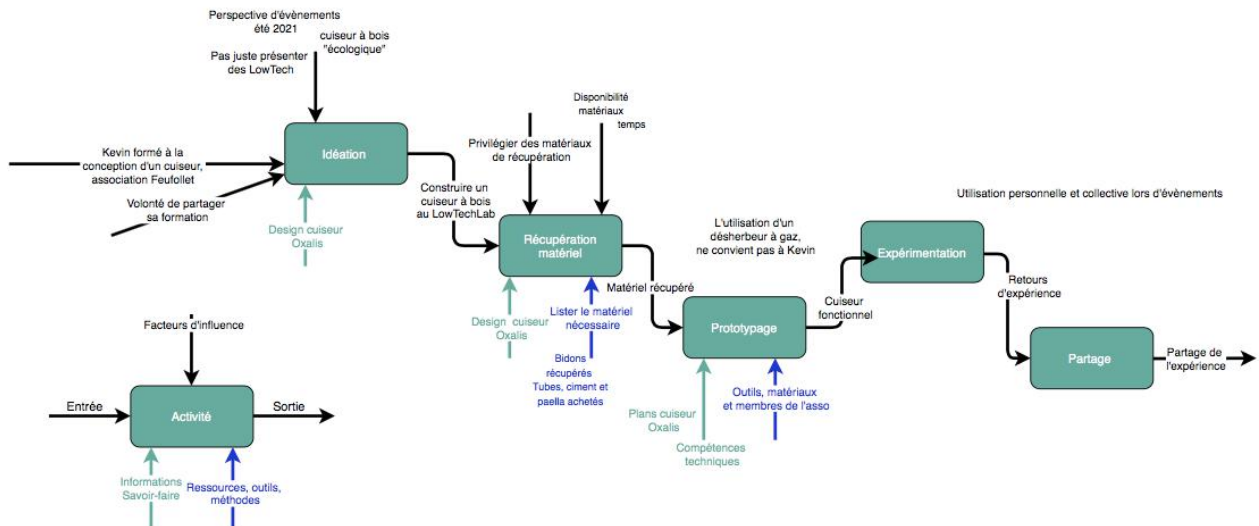 Perspective d'évènements
été 2021
cuiseur à bois
"écologique"
Pas juste présenter
des LowTech
Kevin formé à la
conception d'un cuiseur,
association Feufollet
Volonté de partager
sa formation
Idéation
Design cuiseur
Oxalis
Construire un
cuiseur à bois
au LowTechLab
Privilégier des matériaux
de récupération
Disponibilité
matériaux
temps
Récupération
matériel
Design cuiseur
Oxalis
Lister le matériel
nécessaire
Bidons
récupérés
Tubes, ciment et
paella achetés
Matériel récupéré
L'utilisation d'un
désherbeur à gaz,
ne convient pas à Kevin
Prototypage
Plans cuiseur
Oxalis
Compétences
techniques
Outils, matériaux
et membres de l'asso
Cuiseur
fonctionnel
Utilisation personnelle et collective lors d'évènements
Expérimentation
Retours
d'expérience
Partage
Partage de
l'expérience
Facteurs d'influence
Entrée
Activité
Sortie
Informations
Savoir-faire
Ressources, outils,
méthodes